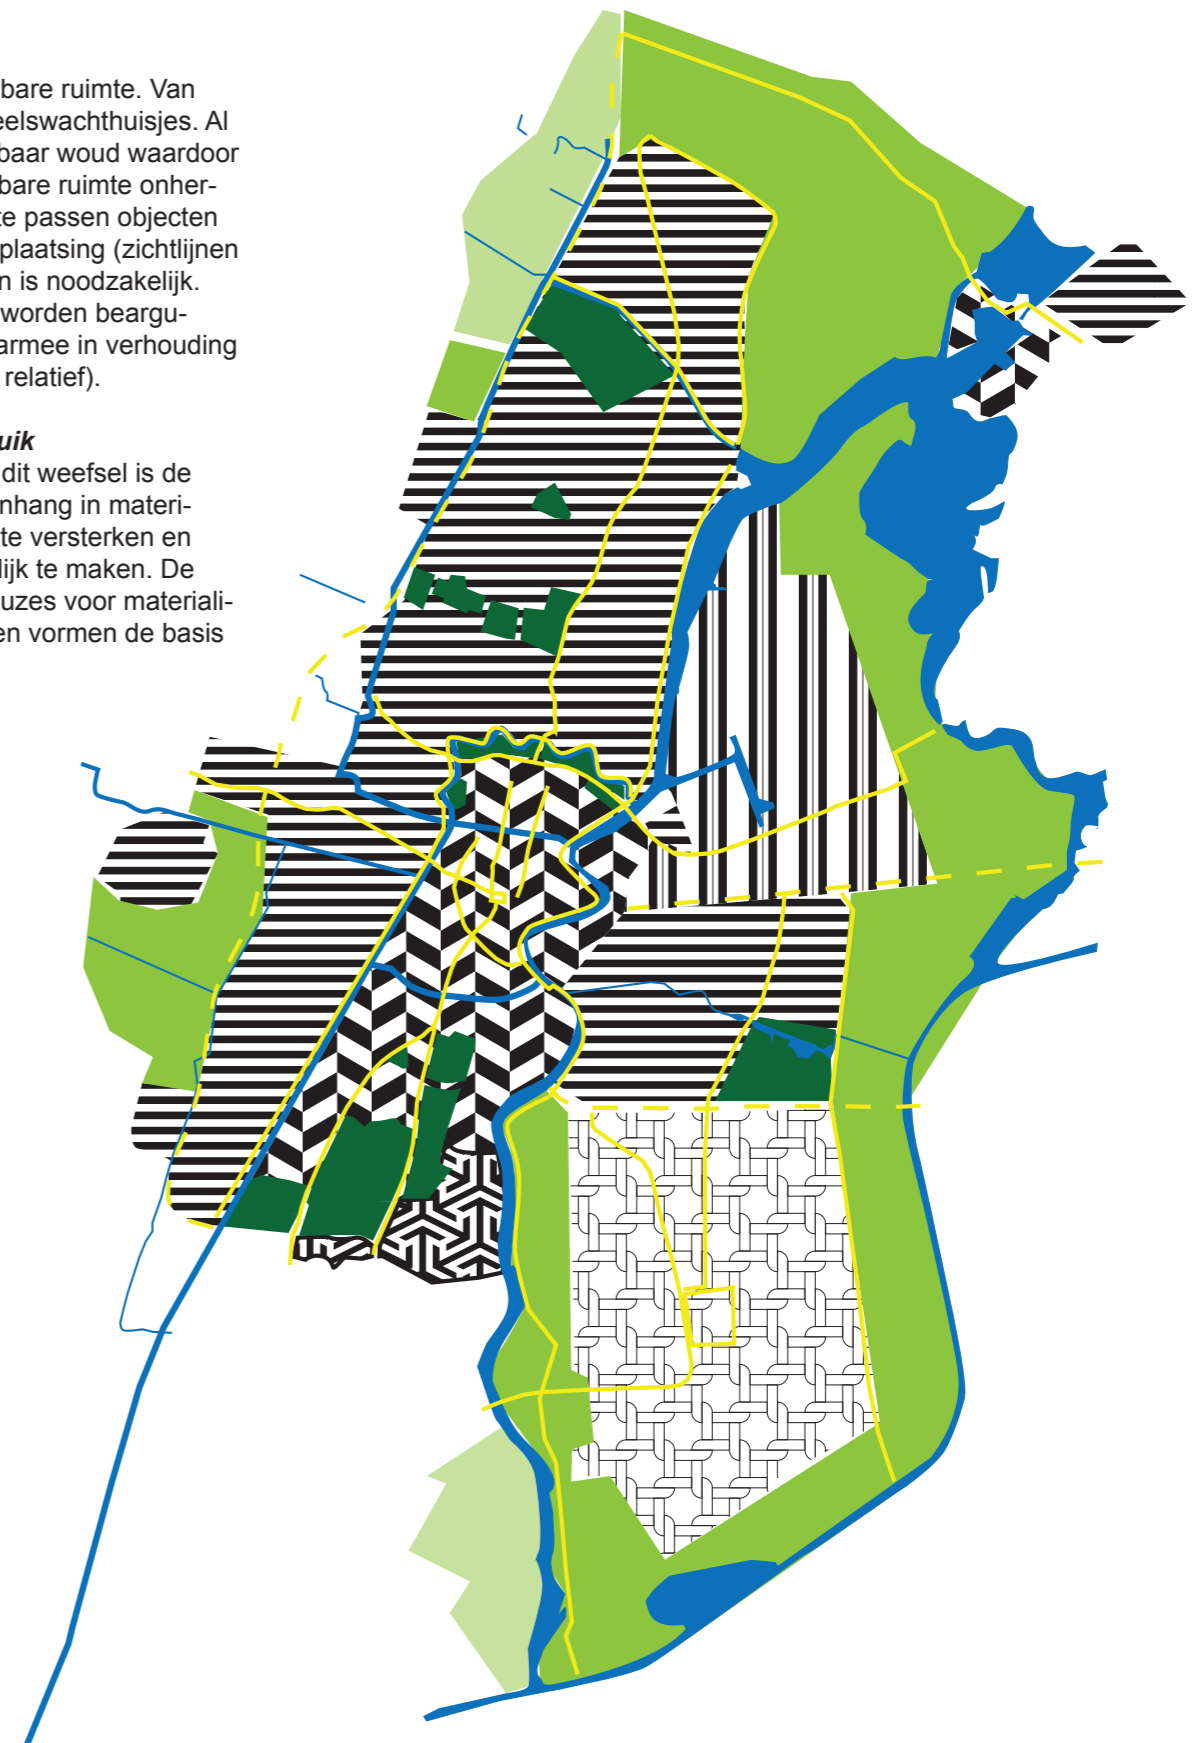 bare ruimte. Van
eelswachthuisjes. Al
baar woud waardoor
bare ruimte onher-
te passen objecten
plaatsing (zichtlijnen
n is noodzakelijk.
worden beargu-
armee in verhouding
relatief).
uik
dit weefsel is de
nhang in materi-
te versterken en
lijk te maken. De
uzes voor materiali-
en vormen de basis